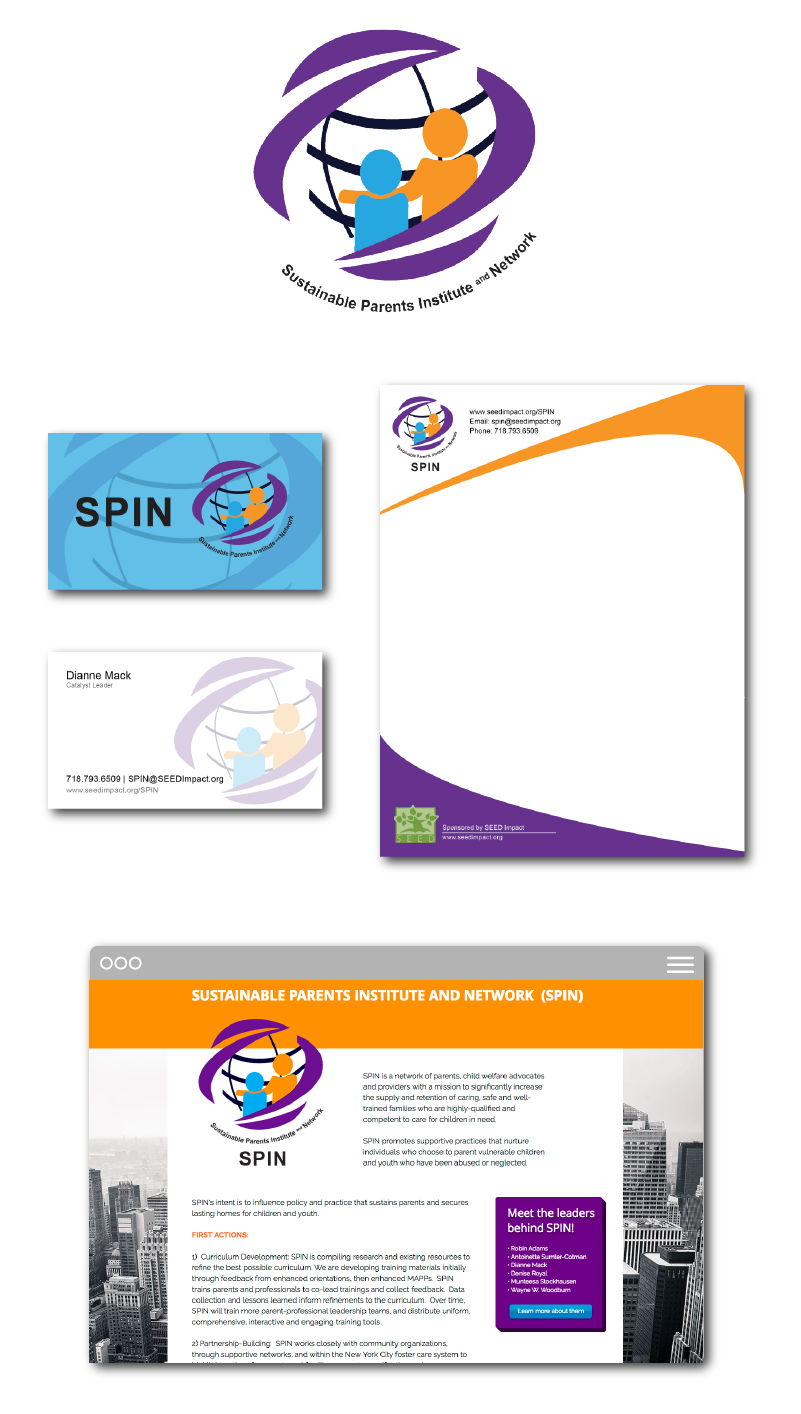 Sustainable Parents Institute and Network
SPIN
Sustainable Parents Institute and Network
Dianne Mack
Catalyst Leader
718.793.6509 | SPIN@SEEDImpact.org
www.seedimpact.org/SPIN
Sustainable Parents Institute and Network
SPIN
www.seedimpact.org/SPIN
Email: spin@seedimpact.org
Phone: 718.793.6509
SEED
Sponsored by SEED Impact
www.seedimpact.org
SUSTAINABLE PARENTS INSTITUTE AND NETWORK (SPIN)
Sustainable Parents Institute and Network
SPIN
SPIN is a network of parents, child welfare advocates
and providers with a mission to significantly increase
the supply and retention of caring, safe and well-
trained families who are highly-qualified and
competent to care for children in need.
SPIN promotes supportive practices that nurture
individuals who choose to parent vulnerable children
and youth who have been abused or neglected.
SPIN's intent is to influence policy and practice that sustains parents and secures
lasting homes for children and youth.
FIRST ACTIONS:
1) Curriculum Development: SPIN is compiling research and existing resources to
refine the best possible curriculum. We are developing training materials initially
through feedback from enhanced orientations, then enhanced MAPPs. SPIN
trains parents and professionals to co-lead trainings and collect feedback. Data
collection and lessons learned inform refinements to the curriculum. Over time,
SPIN will train more parent-professional leadership teams, and distribute uniform,
comprehensive, interactive and engaging training tools.
2) Partnership-Building: SPIN works closely with community organizations,
through supportive networks, and within the New York City foster care system to
Meet the leaders
behind SPIN!
• Robin Adams
• Antoinetta Sumter-Cotman
• Dianne Mack
• Denise Royal
• Munteesa Stockhausen
• Wayne W. Woodburn
Learn more about them